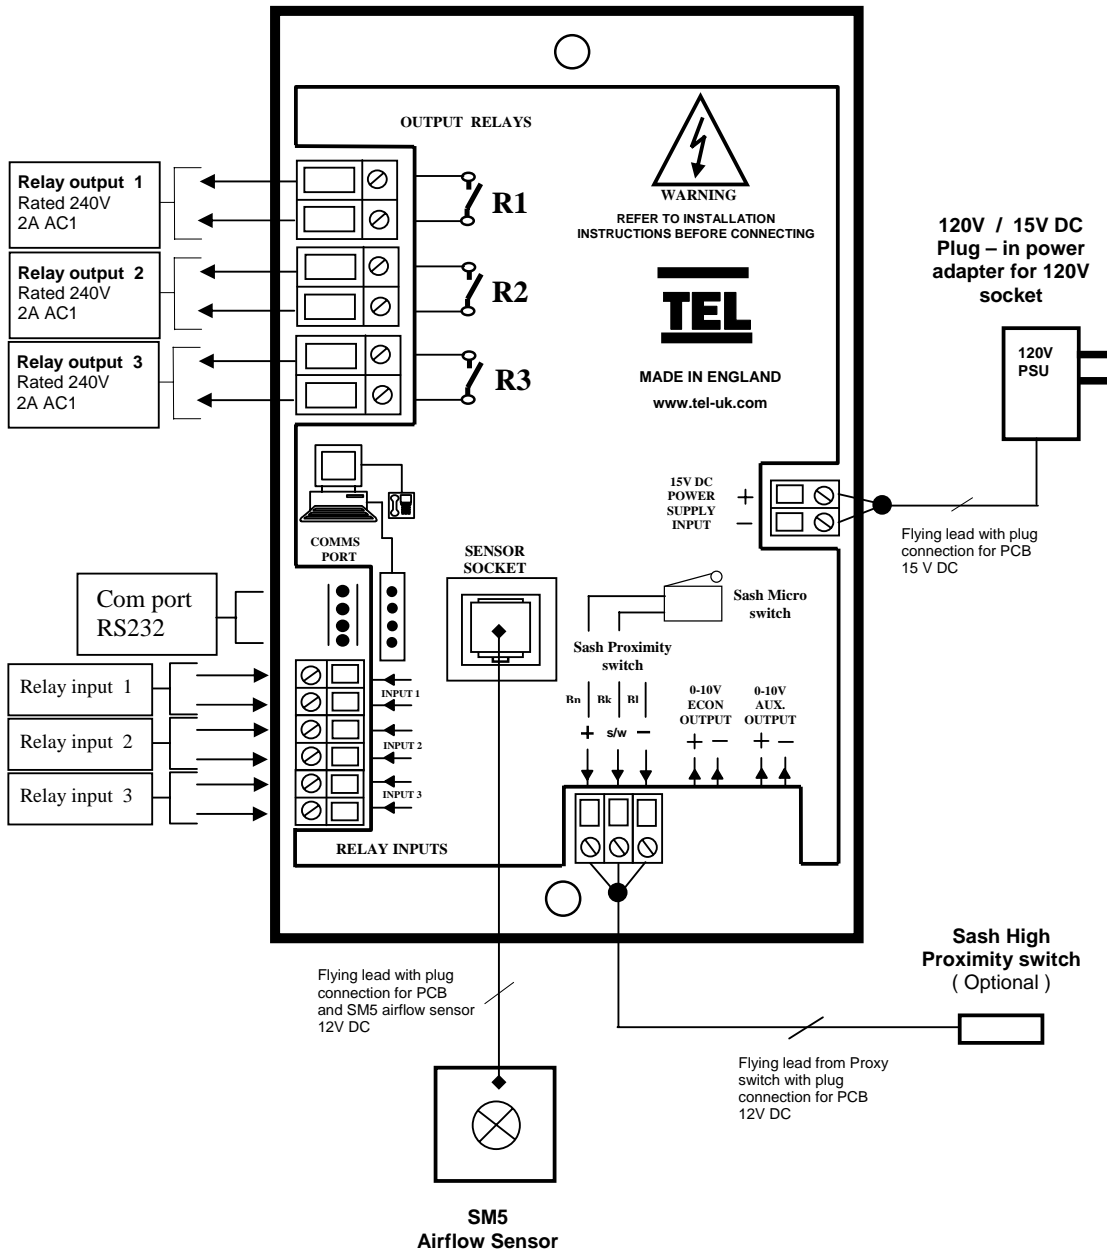 OUTPUT RELAYS
WARNING
REFER TO INSTALLATION
INSTRUCTIONS BEFORE CONNECTING
TEL
MADE IN ENGLAND
www.tel-uk.com
Relay output 1
Rated 240V
2A AC1
Relay output 2
Rated 240V
2A AC1
Relay output 3
Rated 240V
2A AC1
R1
R2
R3
120V / 15V DC
Plug – in power
adapter for 120V
socket
120V
PSU
15V DC
POWER
SUPPLY
INPUT
+
−
Flying lead with plug
connection for PCB
15 V DC
COMMS
PORT
SENSOR
SOCKET
Com port
RS232
Relay input 1
Relay input 2
Relay input 3
INPUT 1
INPUT 2
INPUT 3
RELAY INPUTS
Sash Micro
switch
Sash Proximity
switch
Bn Bk Bl
+ s/w −
0-10V
ECON
OUTPUT
+ −
0-10V
AUX.
OUTPUT
+ −
Flying lead with plug
connection for PCB
and SM5 airflow sensor
12V DC
Sash High
Proximity switch
( Optional )
Flying lead from Proxy
switch with plug
connection for PCB
12V DC
SM5
Airflow Sensor